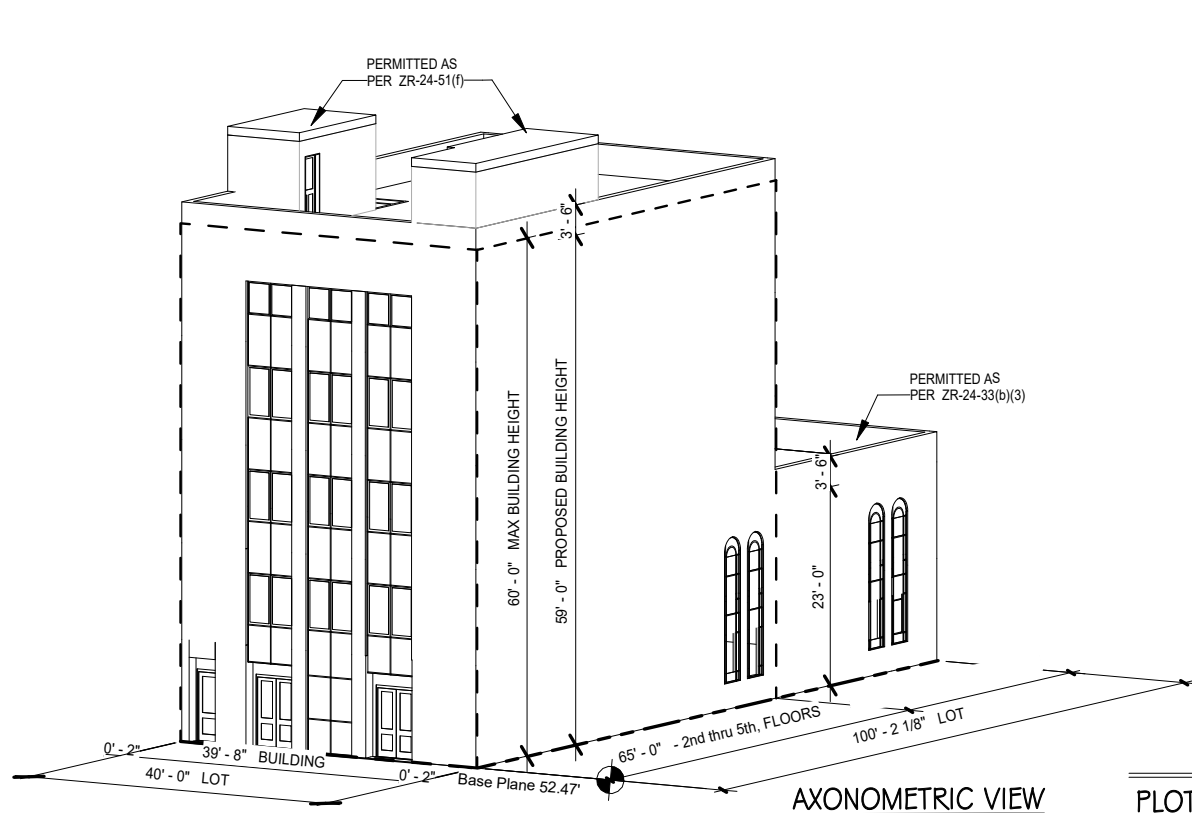 PERMITTED AS
PER ZR-24-51(f)
3' - 6"
PERMITTED AS
PER ZR-24-33(b)(3)
60' - 0" MAX BUILDING HEIGHT
59' - 0" PROPOSED BUILDING HEIGHT
3' - 6"
23' - 0"
65' - 0" - 2nd thru 5th, FLOORS
100' - 2 1/8" LOT
0' - 2"
39' - 8" BUILDING
0' - 2"
40' - 0" LOT
Base Plane 52.47'
AXONOMETRIC VIEW
PLOT